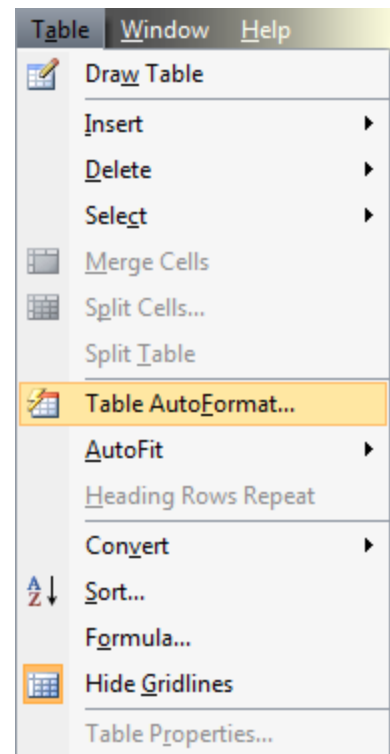 Table Window Help
Draw Table
Insert
Delete
Select
Merge Cells
Split Cells...
Split Table
Table AutoFormat...
AutoFit
Heading Rows Repeat
Convert
A
Z
Sort...
Formula...
Hide Gridlines
Table Properties...